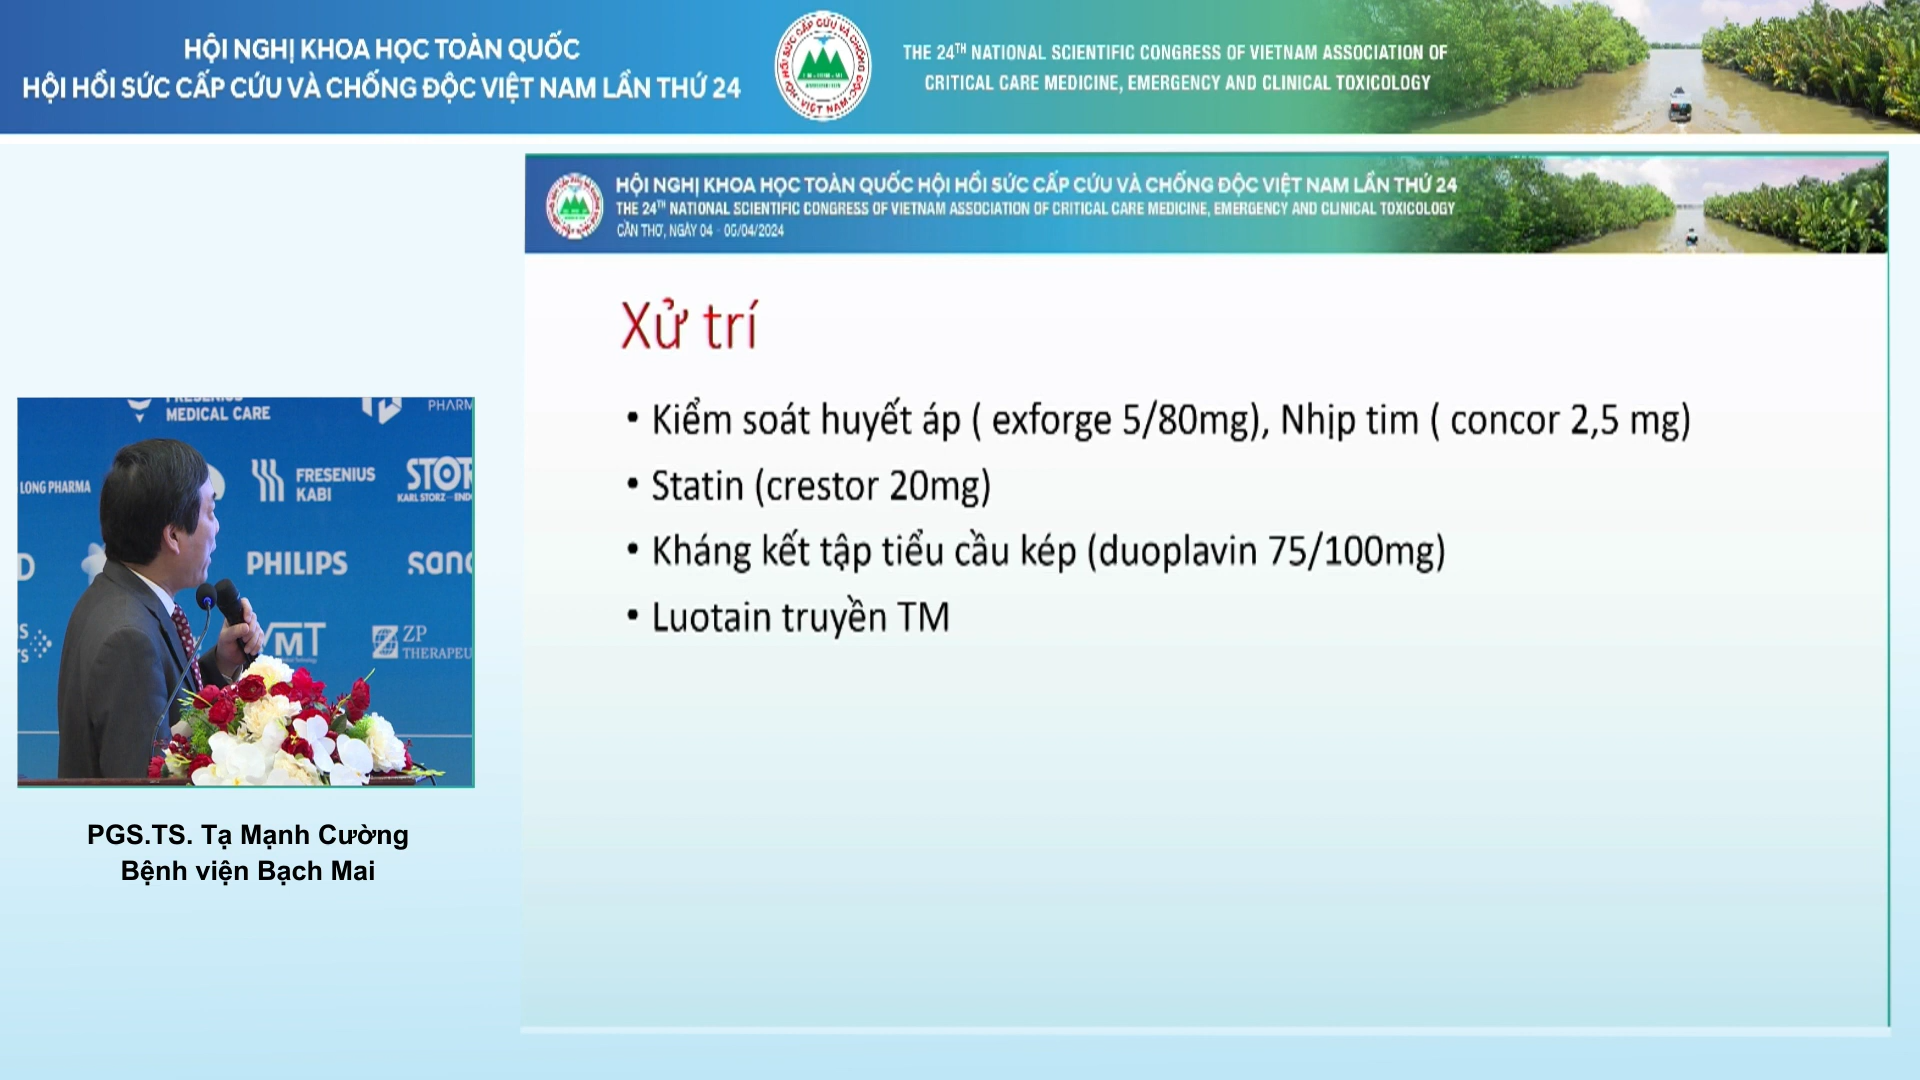 HỘI NGHỊ KHOA HỌC TOÀN QUỐC
HỘI HỒI SỨC CẤP CỨU VÀ CHỐNG ĐỘC VIỆT NAM LẦN THỨ 24
THE 24TH NATIONAL SCIENTIFIC CONGRESS OF VIETNAM ASSOCIATION OF
CRITICAL CARE MEDICINE, EMERGENCY AND CLINICAL TOXICOLOGY
HỘI NGHỊ KHOA HỌC TOÀN QUỐC HỘI HỒI SỨC CẤP CỨU VÀ CHỐNG ĐỘC VIỆT NAM LẦN THỨ 24
THE 24TH NATIONAL SCIENTIFIC CONGRESS OF VIETNAM ASSOCIATION OF CRITICAL CARE MEDICINE, EMERGENCY AND CLINICAL TOXICOLOGY
CẦN THƠ, NGÀY 04 - 06/04/2024
Xử trí
• Kiểm soát huyết áp ( exforge 5/80mg), Nhịp tim ( concor 2,5 mg)
• Statin (crestor 20mg)
• Kháng kết tập tiểu cầu kép (duoplavin 75/100mg)
• Luotain truyền TM
FRESENIUS
MEDICAL CARE
PHARM
LONG PHARMA
FRESENIUS
KABI
STOR
KARL STORZ
PHILIPS
sano
ZP
THERAPEU
PGS.TS. Tạ Mạnh Cường
Bệnh viện Bạch Mai